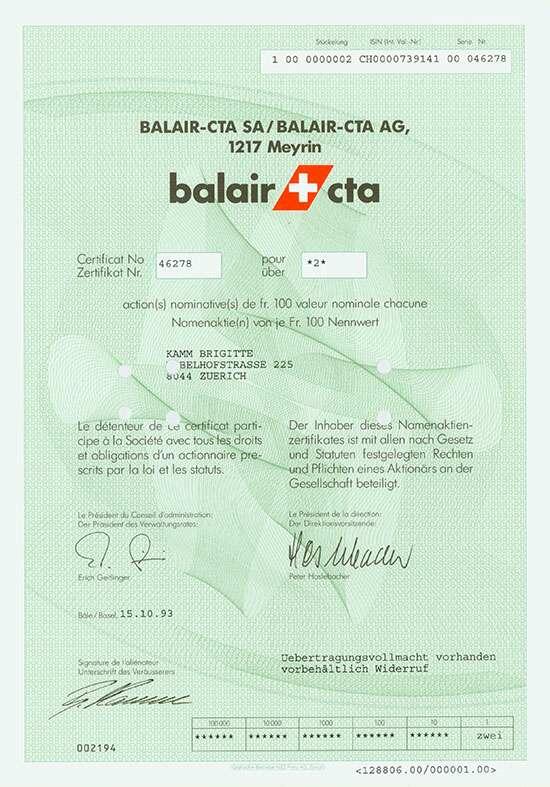 Stückelung ISIN (Int. Val.-Nr.) Serie Nr.
1 00 0000002 CH0000739141 00 046278
BALAIR-CTA SA/BALAIR-CTA AG,
1217 Meyrin
balair cta
Certificat No 46278 pour *2*
Zertifikat Nr. über
action(s) nominative(s) de fr. 100 valeur nominale chacune
Namenaktie(n) von je Fr. 100 Nennwert
KAMM BRIGITTE
BELHOFSTRASSE 225
8044 ZUERICH
Le détenteur de ce certificat parti-
cipe à la Société avec tous les droits
et obligations d'un actionnaire pre-
scrits par la loi et les statuts.
Der Inhaber dieses Namenaktien-
zertifikates ist mit allen nach Gesetz
und Statuten festgelegten Rechten
und Pflichten eines Aktionärs an der
Gesellschaft beteiligt.
Le Président du Conseil d'administration:
Der Präsident des Verwaltungsrates:
Erich Geitlinger
Le Président de la direction:
Der Direktionsvorsitzende:
Peter Haslebacher
Bâle/Basel, 15.10.93
Signature de l'aliénateur
Unterschrift des Veräusserers
Uebertragungsvollmacht vorhanden
vorbehältlich Widerruf
100 000 10 000 1000 100 10 1
****** ****** ****** ****** ****** zwei
002194
<128806.00/000001.00>